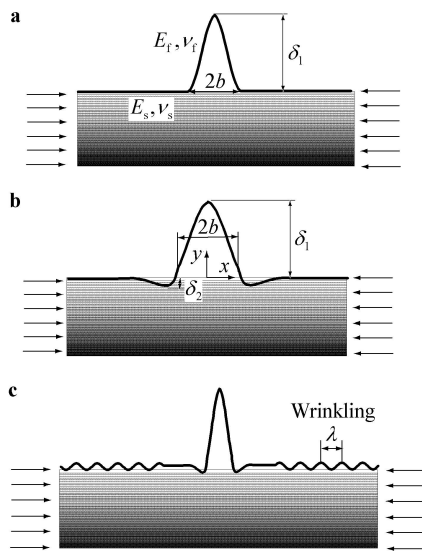 a
E_f, ν_f
δ_1
2b
E_s, ν_s
b
2b
δ_1
y
x
δ_2
c
Wrinkling
λ